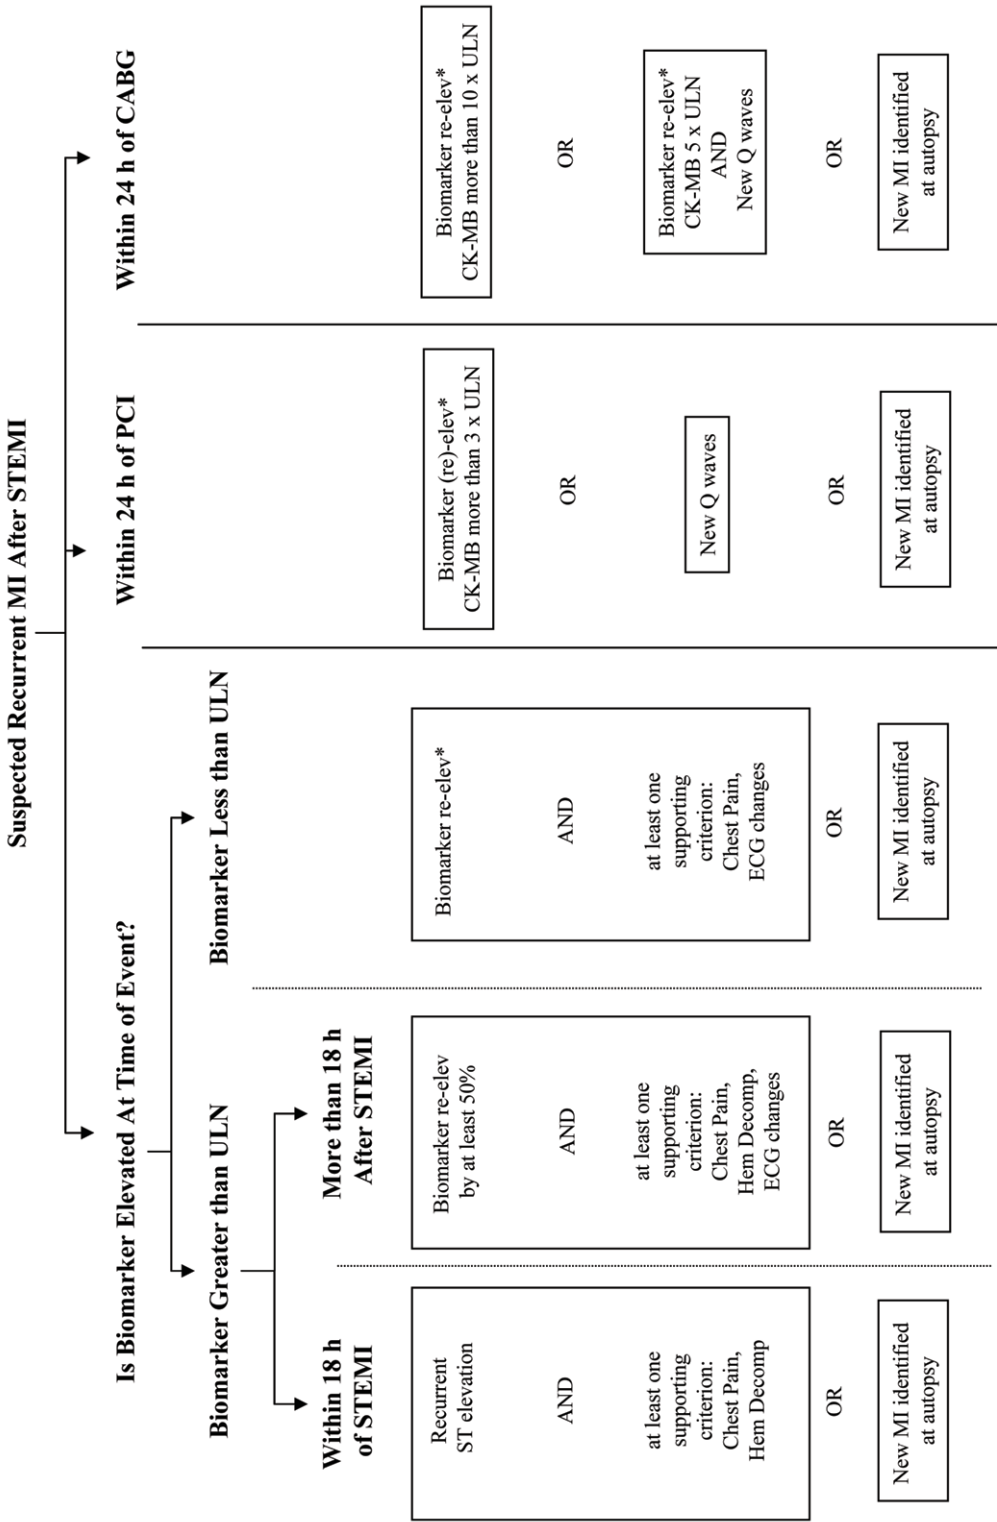 Suspected Recurrent MI After STEMI
Is Biomarker Elevated At Time of Event?
Within 24 h of PCI
Within 24 h of CABG
Biomarker Greater than ULN
Biomarker Less than ULN
Within 18 h
of STEMI
More than 18 h
After STEMI
Recurrent
ST elevation
AND
at least one
supporting
criterion:
Chest Pain,
Hem Decomp
OR
New MI identified
at autopsy
Biomarker re-elev
by at least 50%
AND
at least one
supporting
criterion:
Chest Pain,
Hem Decomp,
ECG changes
OR
New MI identified
at autopsy
Biomarker re-elev*
AND
at least one
supporting
criterion:
Chest Pain,
ECG changes
OR
New MI identified
at autopsy
Biomarker (re)-elev*
CK-MB more than 3 x ULN
OR
New Q waves
OR
New MI identified
at autopsy
Biomarker re-elev*
CK-MB more than 10 x ULN
OR
Biomarker re-elev*
CK-MB 5 x ULN
AND
New Q waves
OR
New MI identified
at autopsy